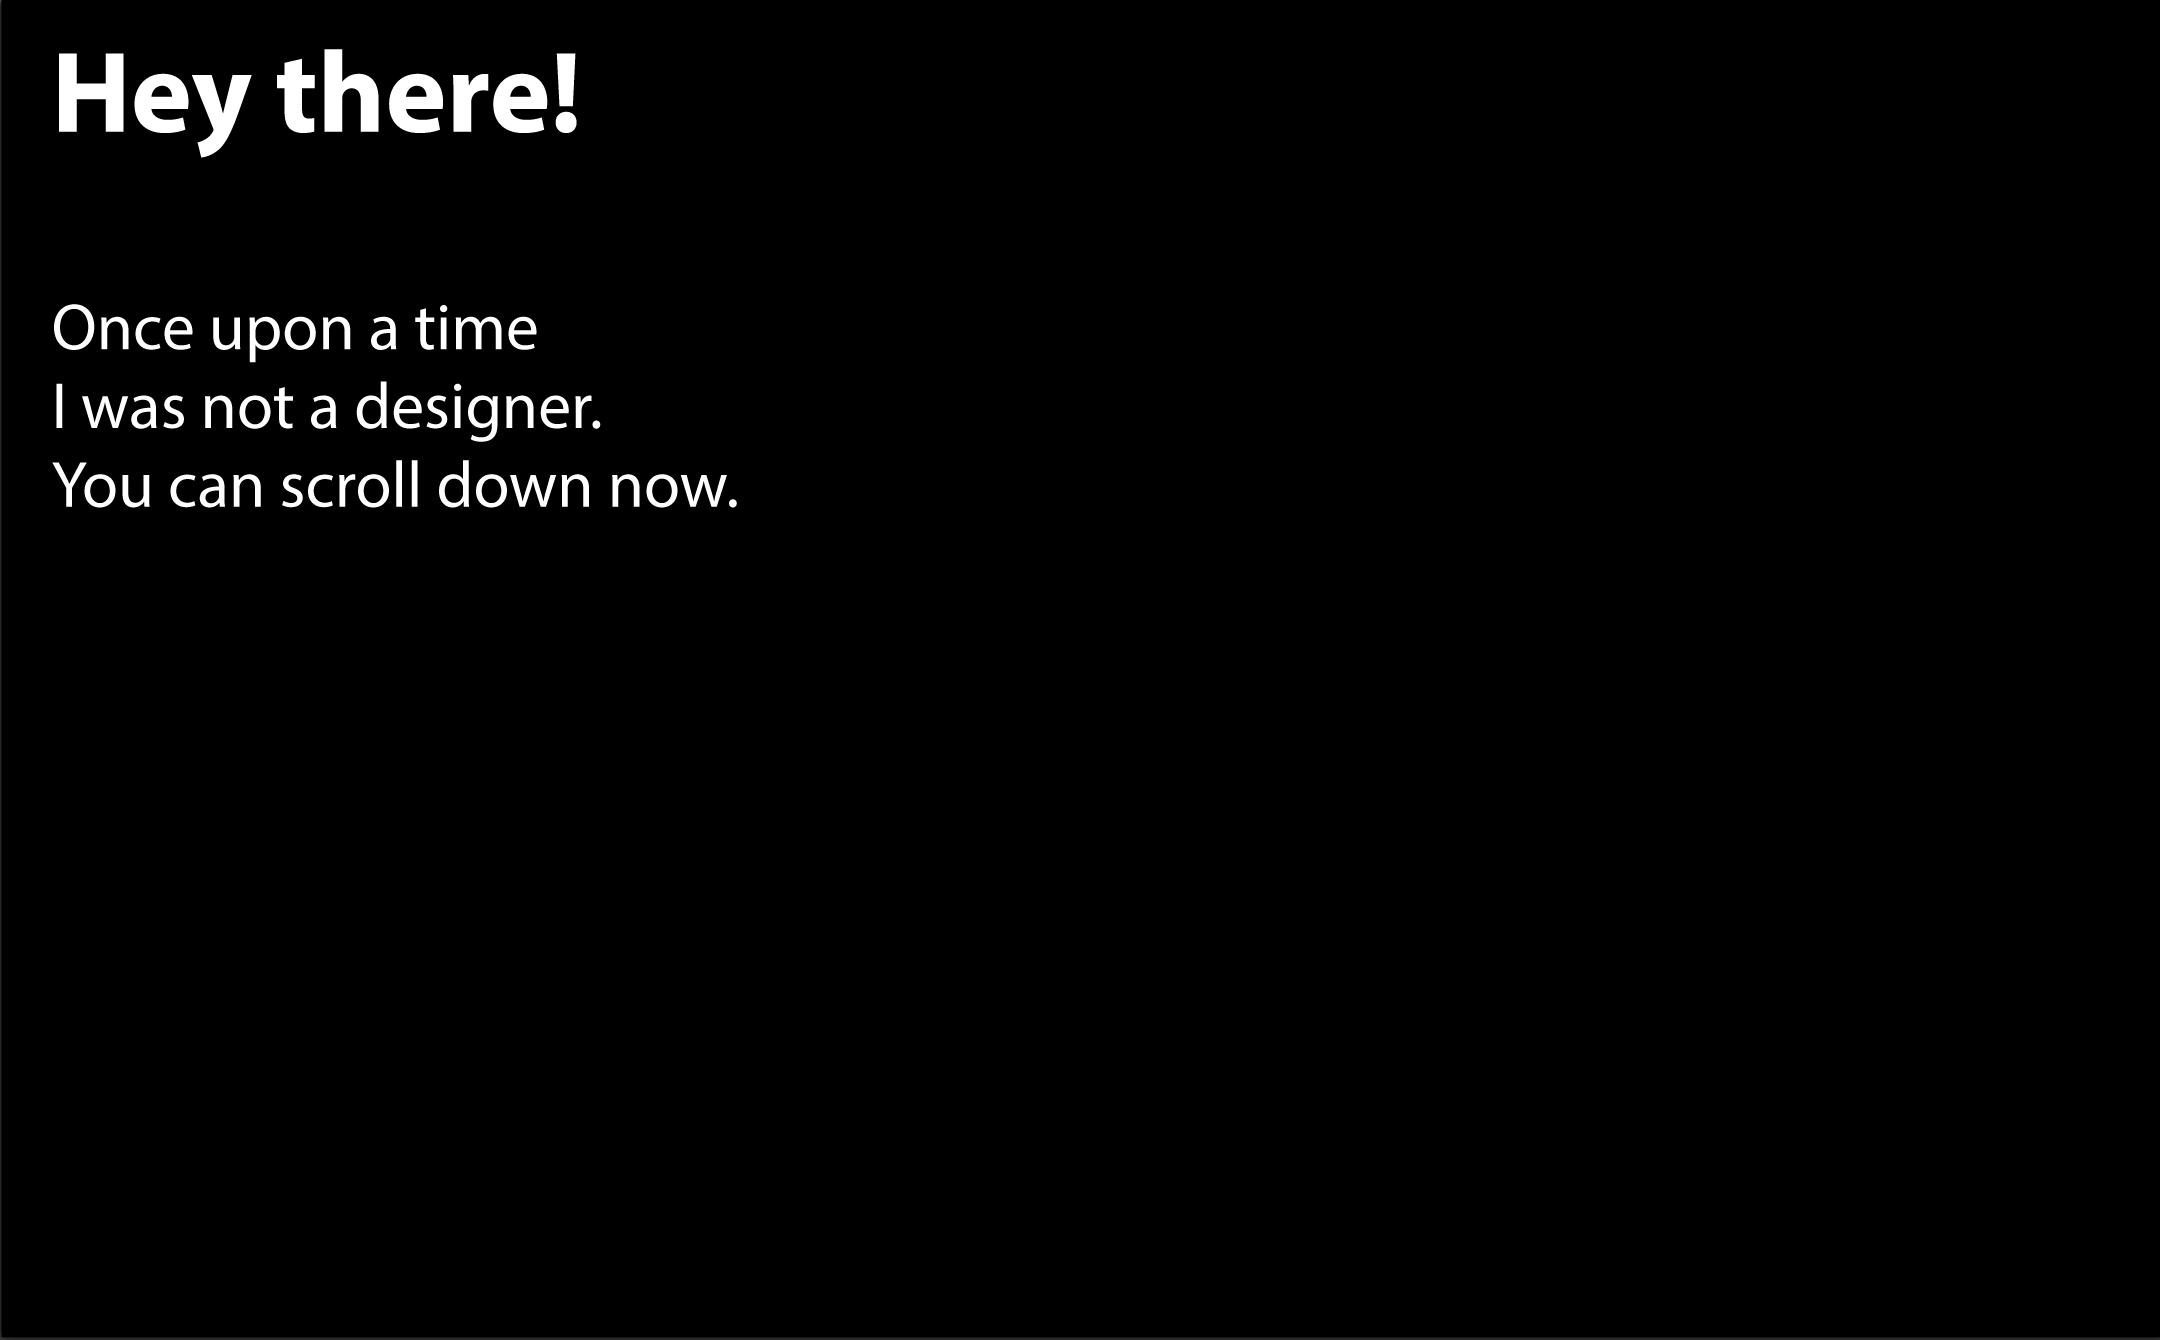 Hey there!
Once upon a time
I was not a designer.
You can scroll down now.